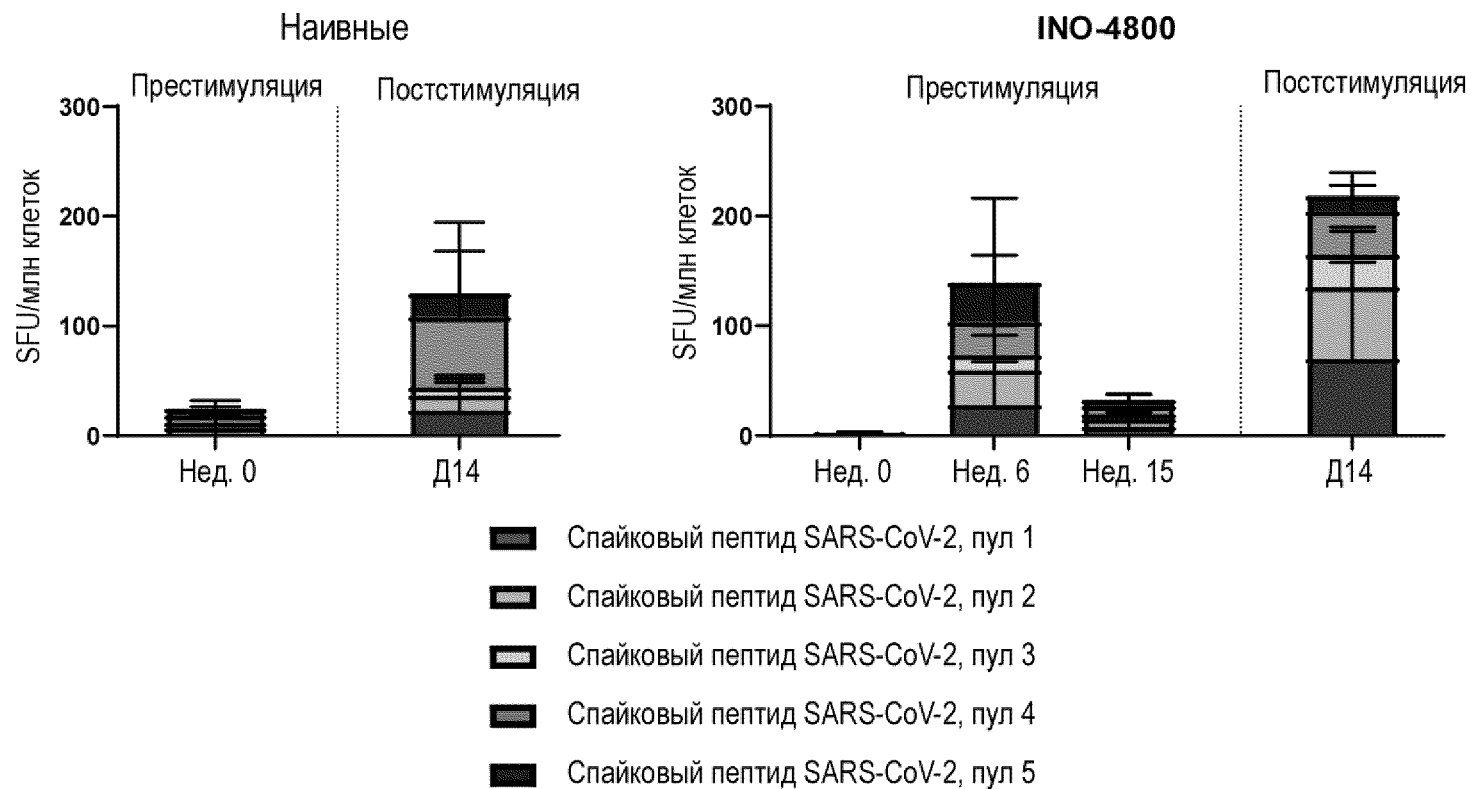 Наивные
Престимуляция
Постстимуляция
300
200
100
0
SFU/млн клеток
Нед. 0
Д14
INO-4800
Престимуляция
Постстимуляция
300
200
100
0
SFU/млн клеток
Нед. 0
Нед. 6
Нед. 15
Д14
Спайковый пептид SARS-CoV-2, пул 1
Спайковый пептид SARS-CoV-2, пул 2
Спайковый пептид SARS-CoV-2, пул 3
Спайковый пептид SARS-CoV-2, пул 4
Спайковый пептид SARS-CoV-2, пул 5